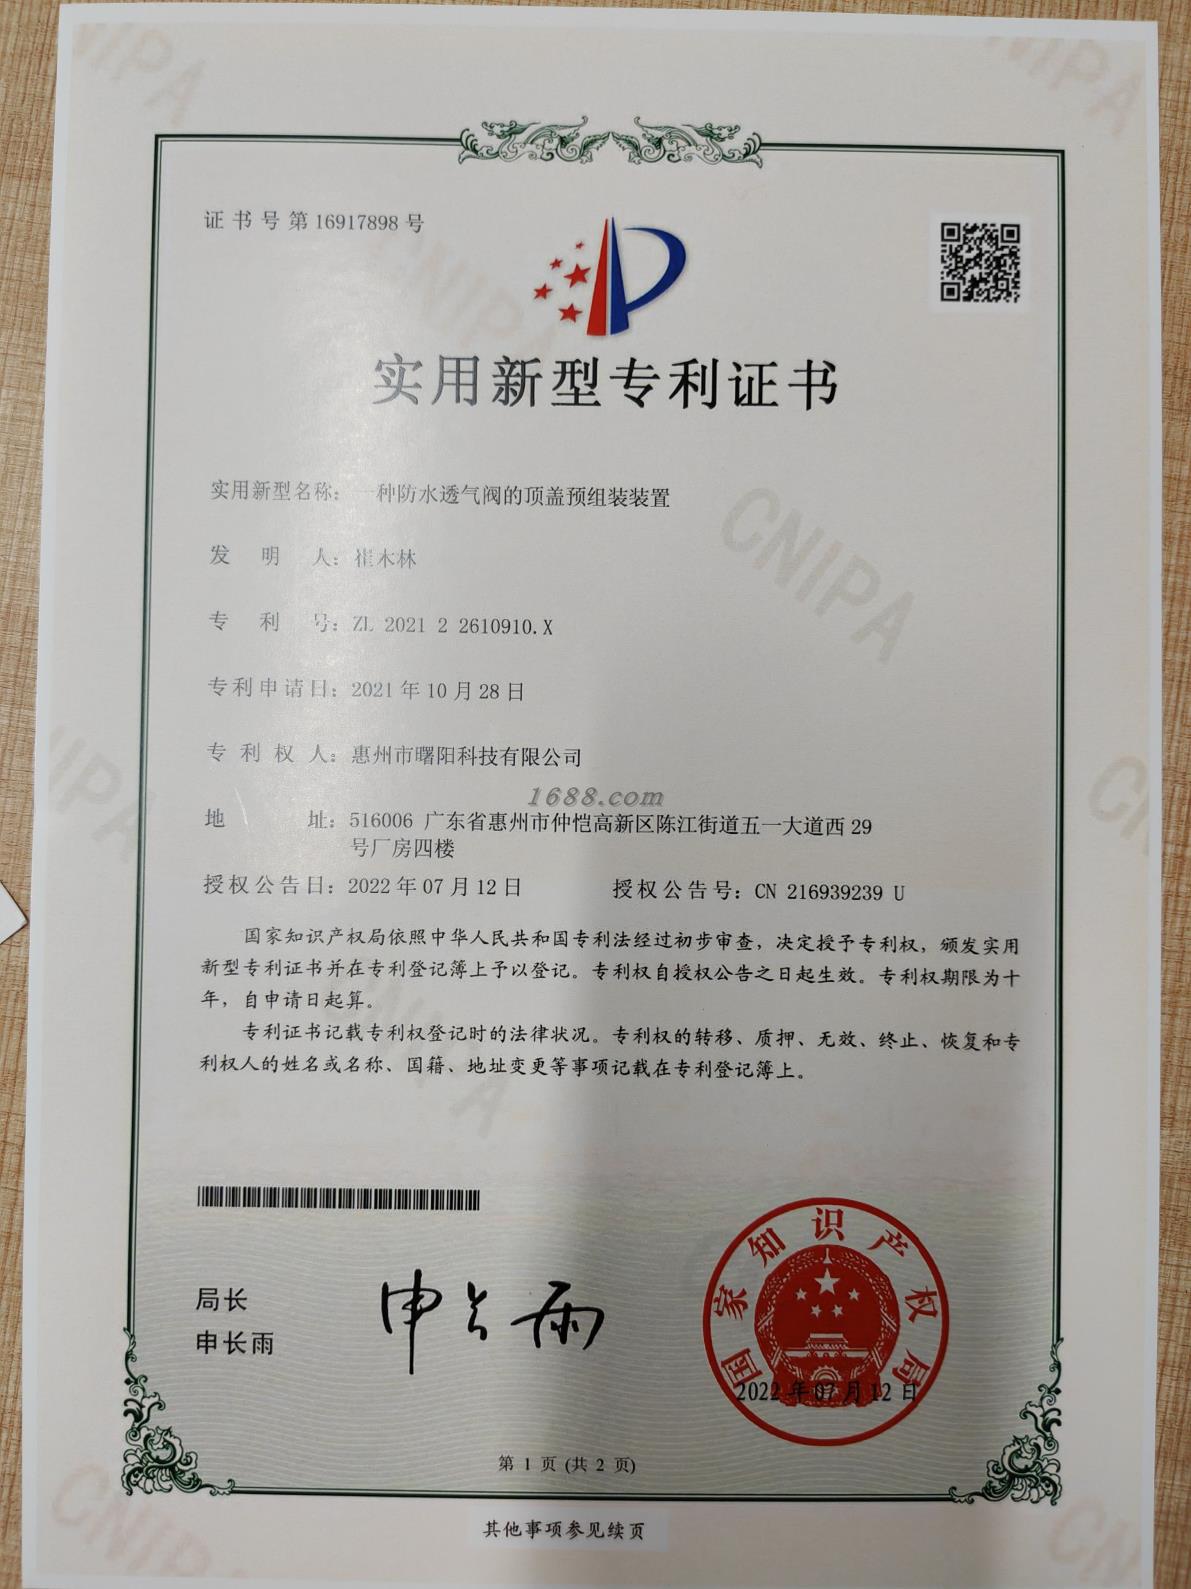 证书号第16917898号
实用新型专利证书
实用新型名称：一种防水透气阀的顶盖预组装装置
发明人：崔木林
专利号：ZL 2021 2 2610910.X
专利申请日：2021年10月28日
专利权人：惠州市曙阳科技有限公司
1688.com
地址：516006 广东省惠州市仲恺高新区陈江街道五一大道西29
号厂房四楼
授权公告日：2022年07月12日 授权公告号：CN 216939239 U
国家知识产权局依照中华人民共和国专利法经过初步审查，决定授予专利权，颁发实用
新型专利证书并在专利登记簿上予以登记。专利权自授权公告之日起生效。专利权期限为十
年，自申请日起算。
专利证书记载专利权登记时的法律状况。专利权的转移、质押、无效、终止、恢复和专
利权人的姓名或名称、国籍、地址变更等事项记载在专利登记簿上。
局长
申长雨
申长雨
国家知识产权局
2022年07月12日
第 1 页 (共 2 页)
其他事项参见续页
CNIPA
CNIPA
CNIPA
CNIPA
CNIPA
CNIPA
CNIPA